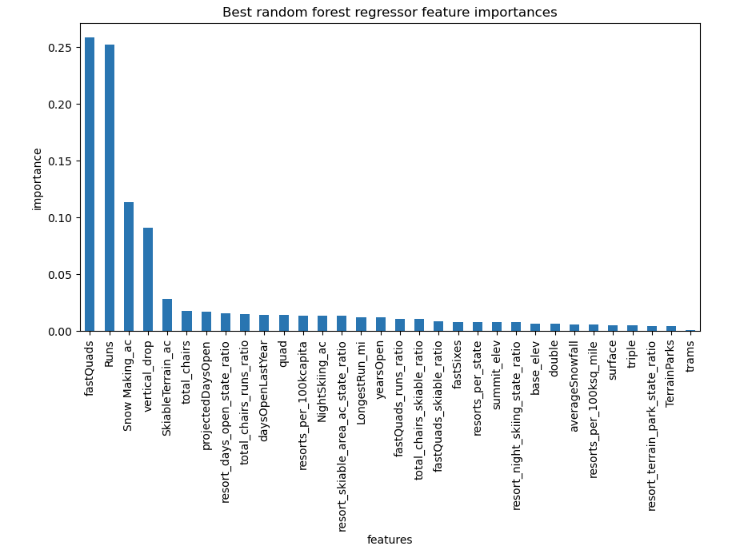 Best random forest regressor feature importances
importance
0.25
0.20
0.15
0.10
0.05
0.00
fastQuads
Runs
Snow Making_ac
vertical_drop
SkiableTerrain_ac
total_chairs
projectedDaysOpen
resort_days_open_state_ratio
total_chairs_runs_ratio
daysOpenLastYear
quad
resorts_per_100kcapita
NightSkiing_ac
resort_skiable_area_ac_state_ratio
LongestRun_mi
yearsOpen
fastQuads_runs_ratio
total_chairs_skiable_ratio
fastQuads_skiable_ratio
fastSixes
resorts_per_state
summit_elev
resort_night_skiing_state_ratio
base_elev
double
averageSnowfall
resorts_per_100ksq_mile
surface
triple
resort_terrain_park_state_ratio
TerrainParks
trams
features